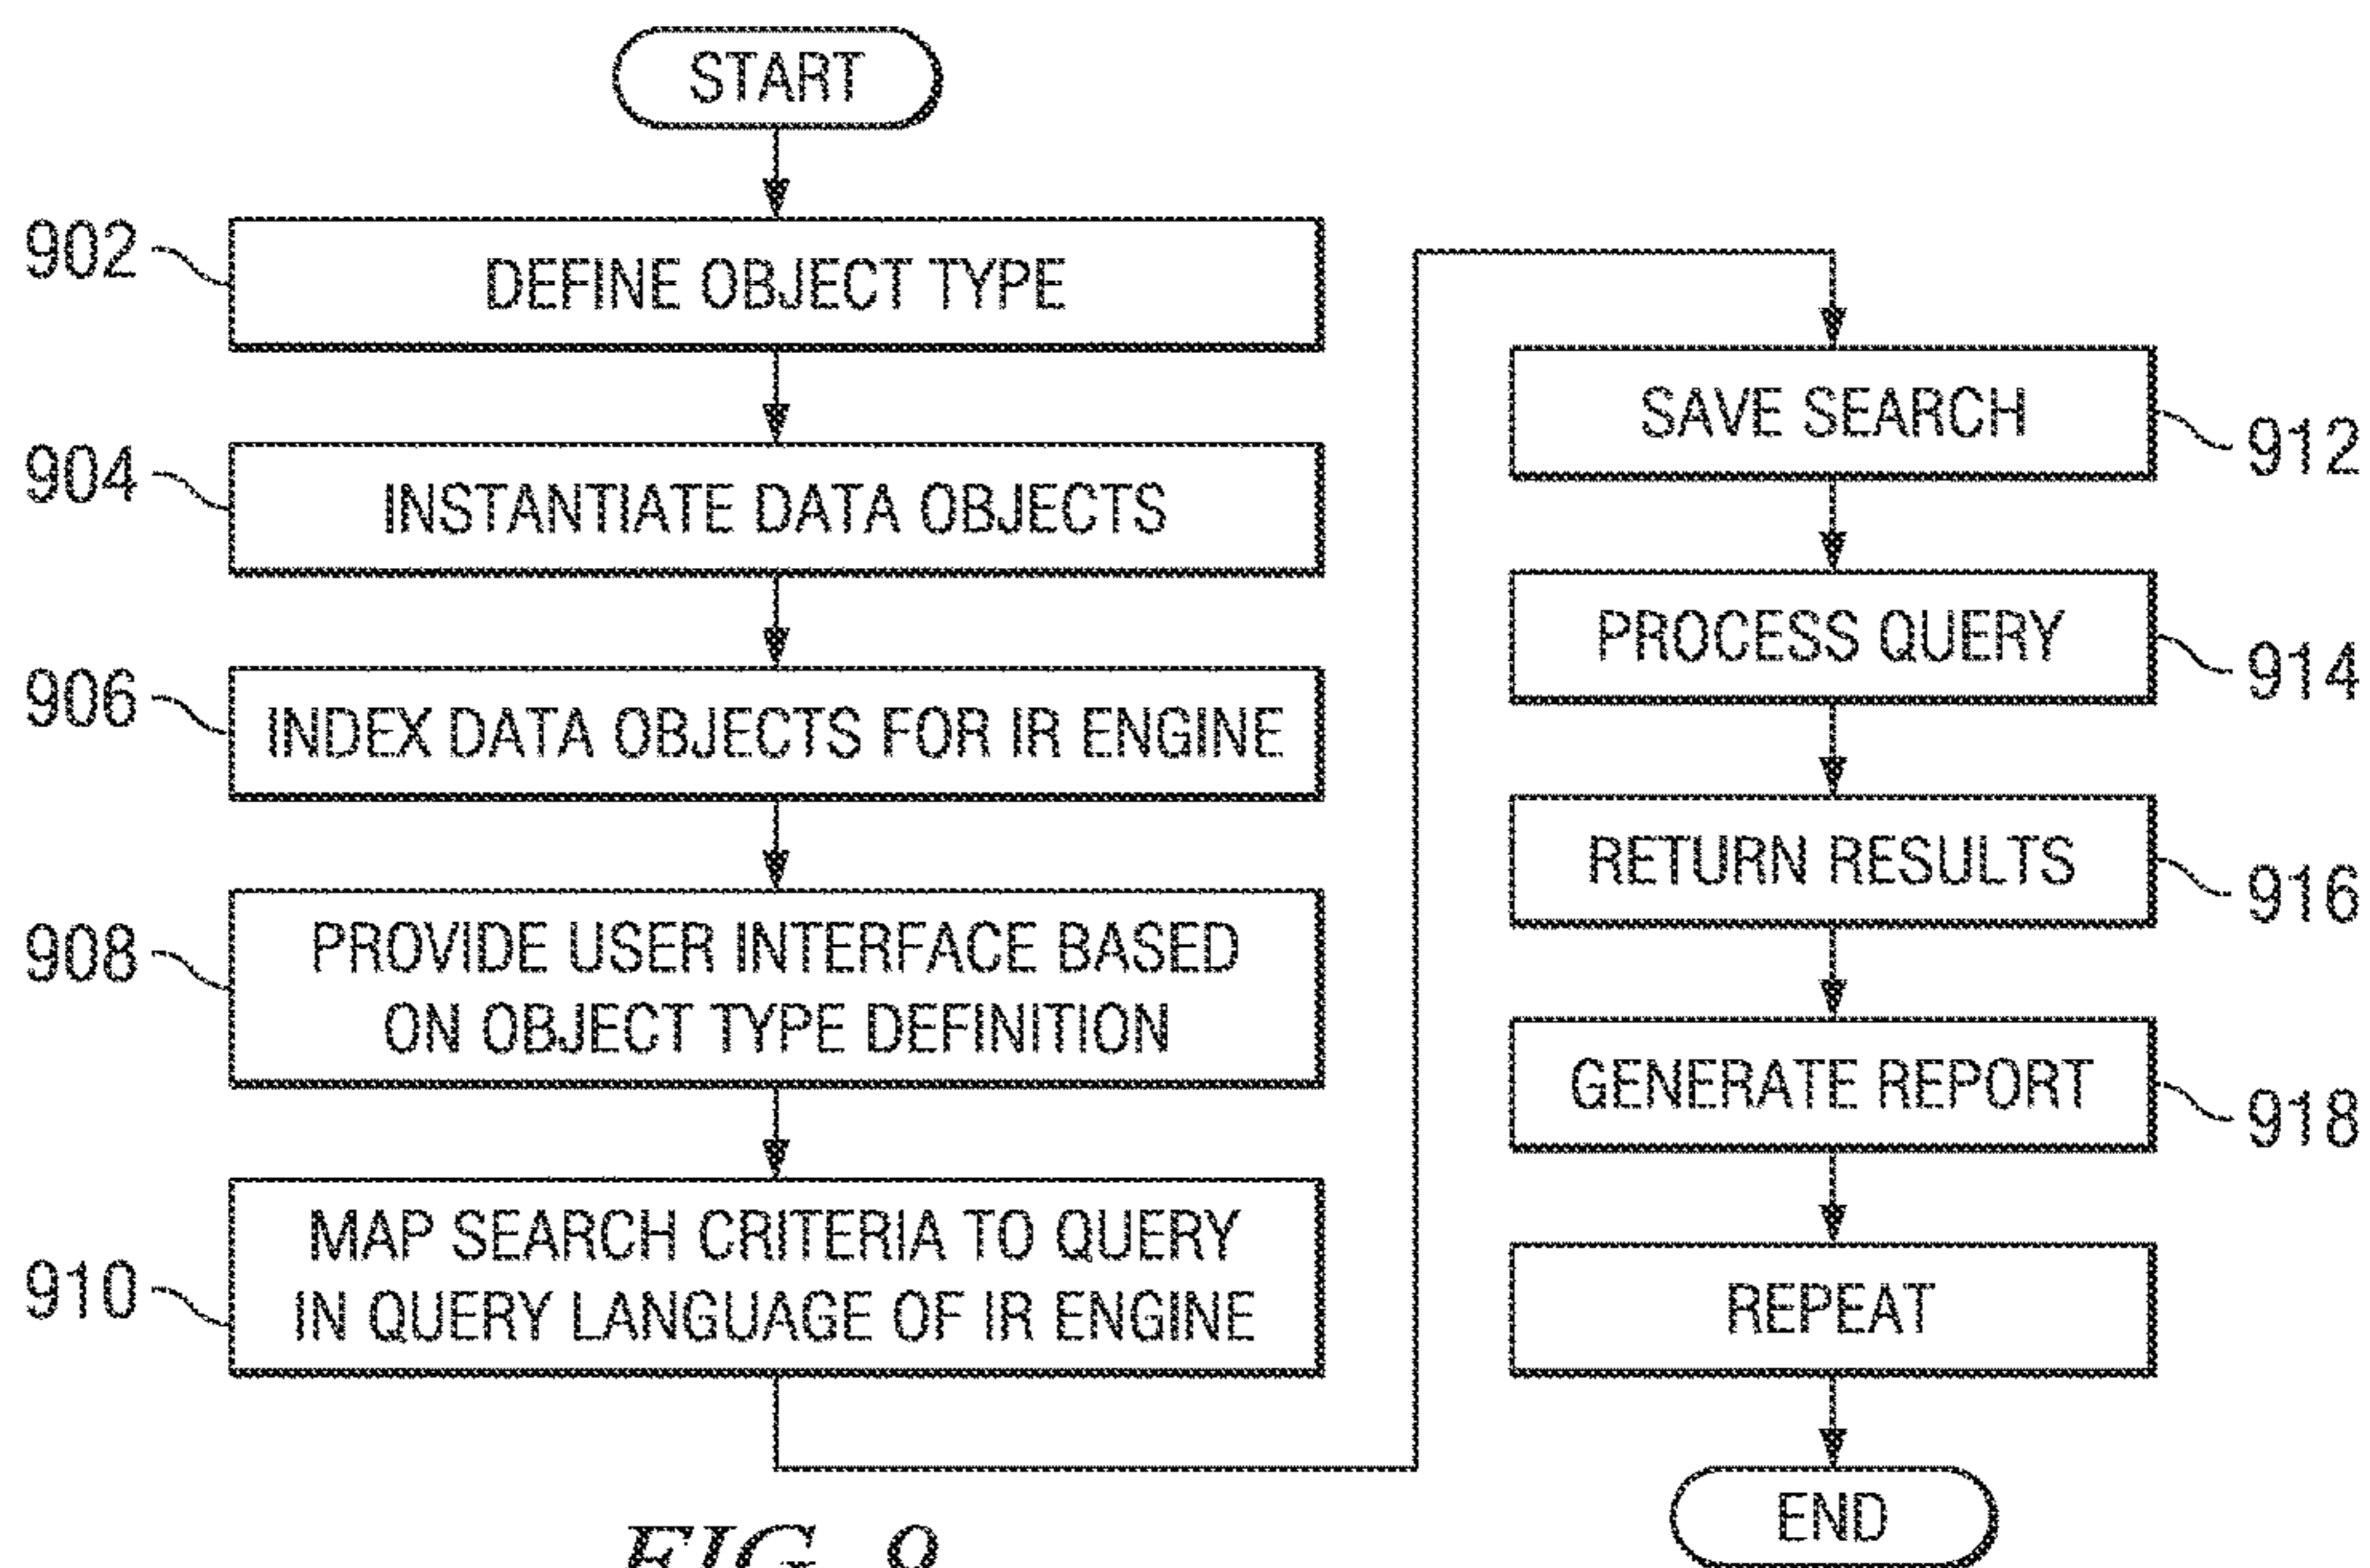 START
902
DEFINE OBJECT TYPE
904
INSTANTIATE DATA OBJECTS
906
INDEX DATA OBJECTS FOR IR ENGINE
908
PROVIDE USER INTERFACE BASED
ON OBJECT TYPE DEFINITION
910
MAP SEARCH CRITERIA TO QUERY
IN QUERY LANGUAGE OF IR ENGINE
SAVE SEARCH
912
PROCESS QUERY
914
RETURN RESULTS
916
GENERATE REPORT
918
REPEAT
END
FIG. 9